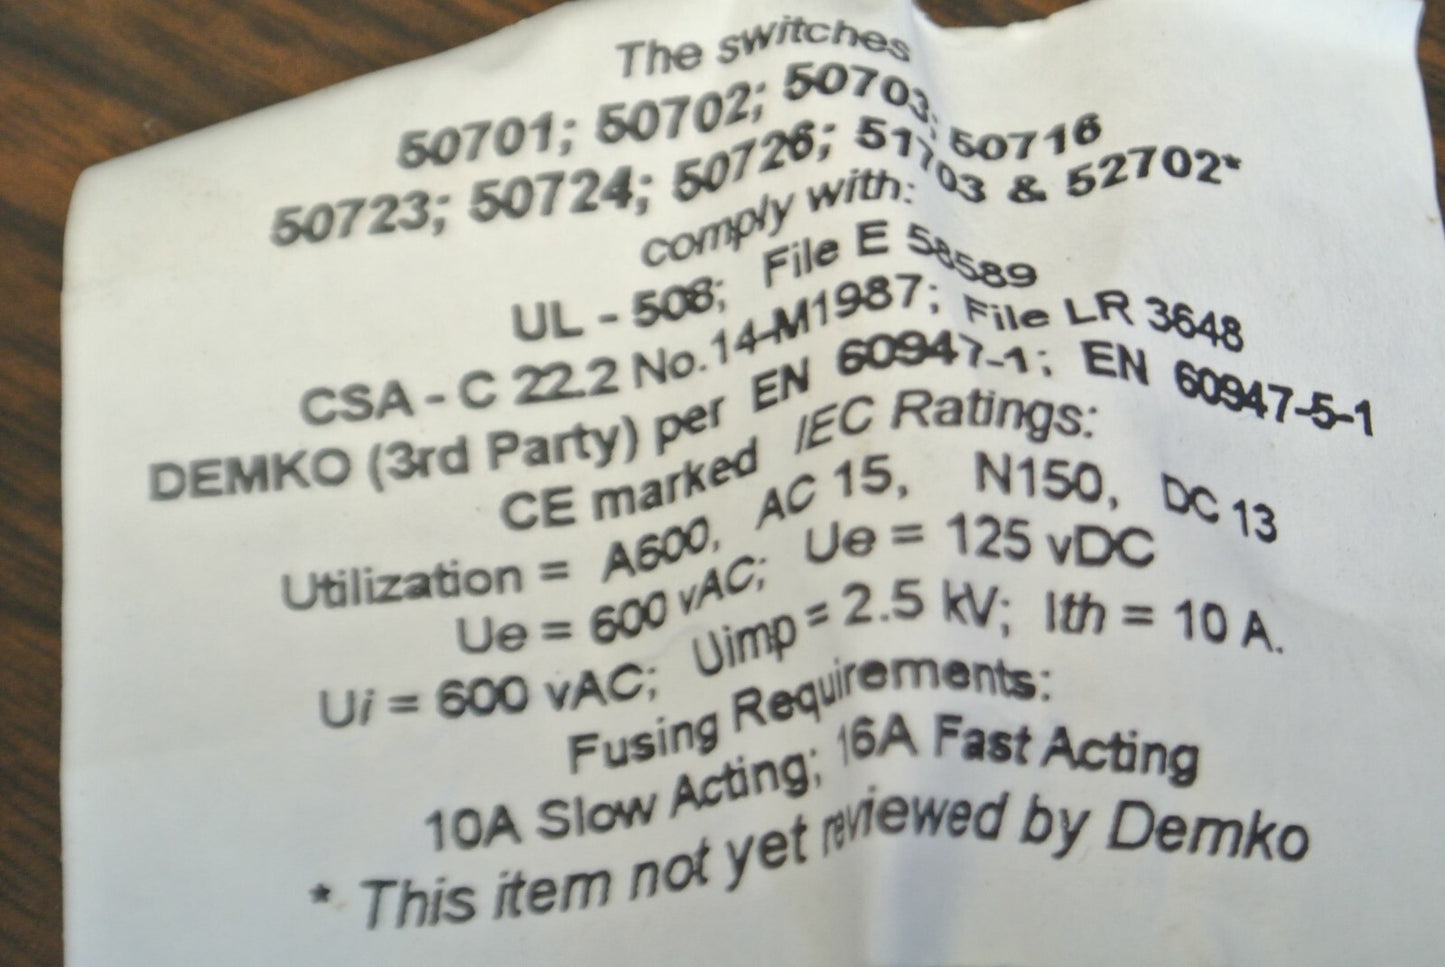 The switches
50701; 50702; 50703; 50716
50723; 50724; 50726; 51703 & 52702*
comply with:
UL - 508; File E 58589
CSA - C 22.2 No.14-M1987; File LR 3648
DEMKO (3rd Party) per EN 60947-1; EN 60947-5-1
CE marked IEC Ratings:
Utilization = A600, AC 15, N150, DC 13
Ue = 600 vAC; Ue = 125 vDC
Ui = 600 vAC; Uimp = 2.5 kV; Ith = 10 A.
Fusing Requirements:
10A Slow Acting; 16A Fast Acting
* This item not yet reviewed by Demko